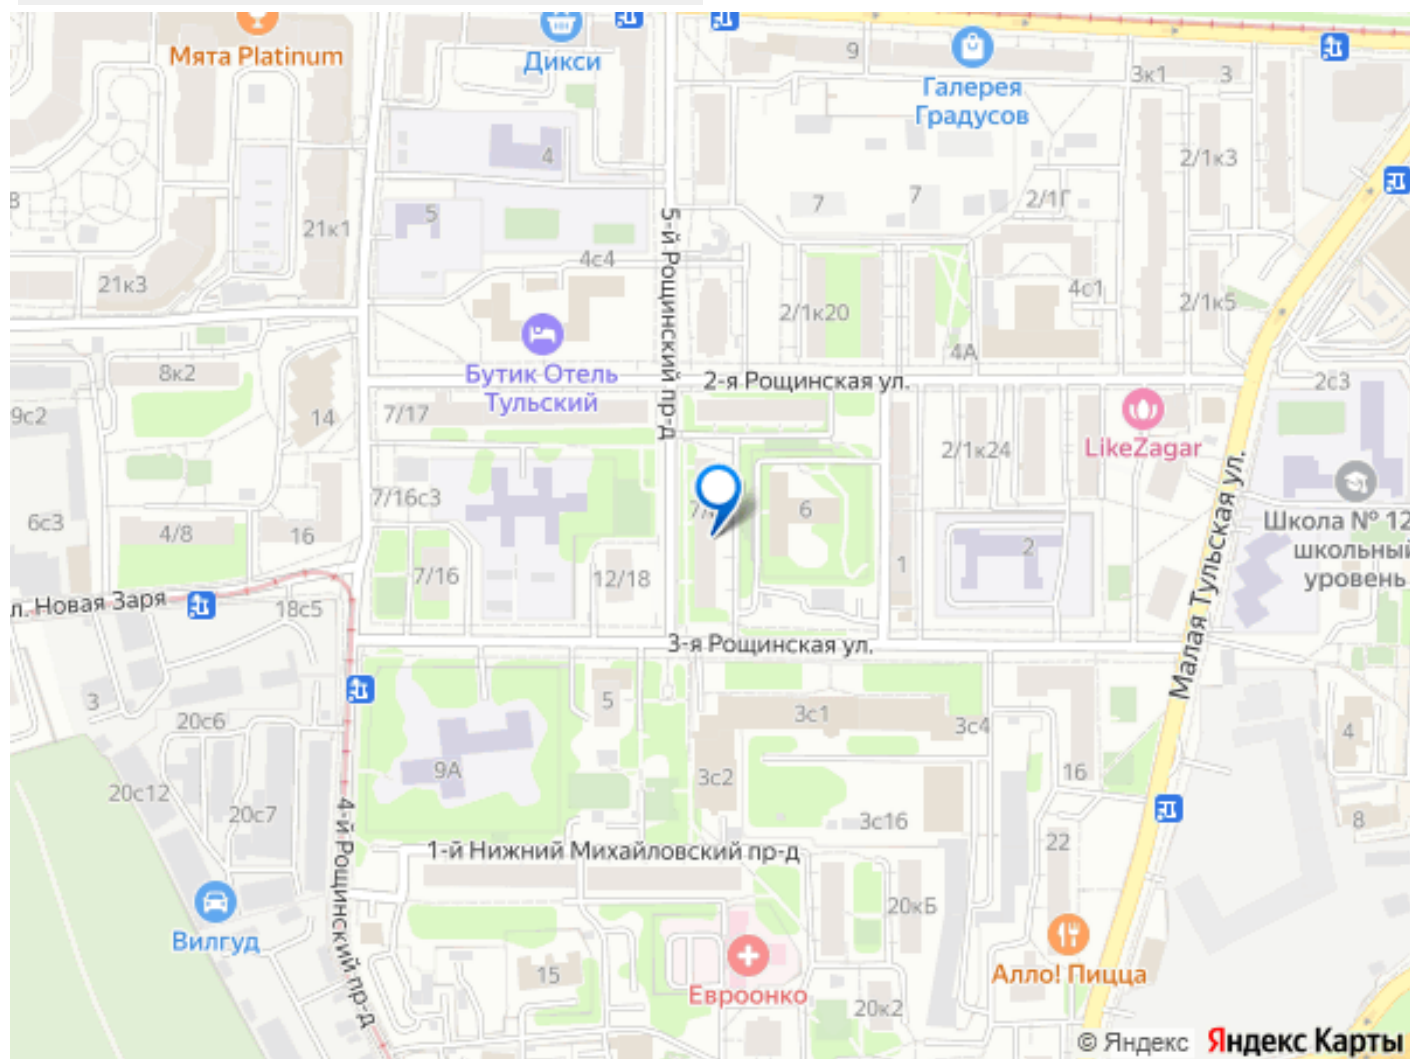 Мята Platinum
Дикси
9
Галерея
Градусов
3к1
3
2/1к3
4
5
7
7
2/1Г
21к1
8
21к3
4с4
5-й Рощинский пр-д
4с1
2/1к20
2/1к5
4А
Бутик Отель
Тульский
2-я Рощинская ул.
8к2
14
7/17
9с2
2с3
LikeZagar
2/1к24
Малая Тульская ул.
7/16с3
6
6с3
4/8
16
Школа № 12
школьный
уровень
7/16
12/18
1
2
л. Новая Заря
18с5
3-я Рощинская ул.
3
20с6
5
3с1
3с4
4
9А
3с2
16
20с12
20с7
3с16
8
4-й Рощинский пр-д
1-й Нижний Михайловский пр-д
22
20кБ
Вилгуд
15
Евроонко
Алло! Пицца
20к2
© Яндекс Яндекс Карты